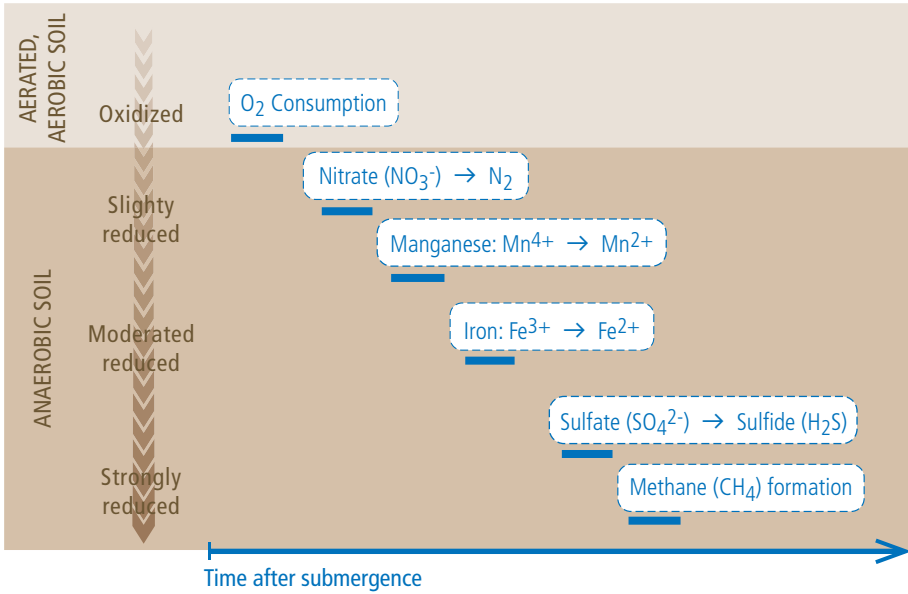 AERATED,
AEROBIC SOIL
Oxidized
O₂ Consumption
Nitrate (NO₃⁻) → N₂
Slighty
reduced
Manganese: Mn⁴⁺ → Mn²⁺
ANAEROBIC SOIL
Moderated
reduced
Iron: Fe³⁺ → Fe²⁺
Sulfate (SO₄²⁻) → Sulfide (H₂S)
Strongly
reduced
Methane (CH₄) formation
Time after submergence